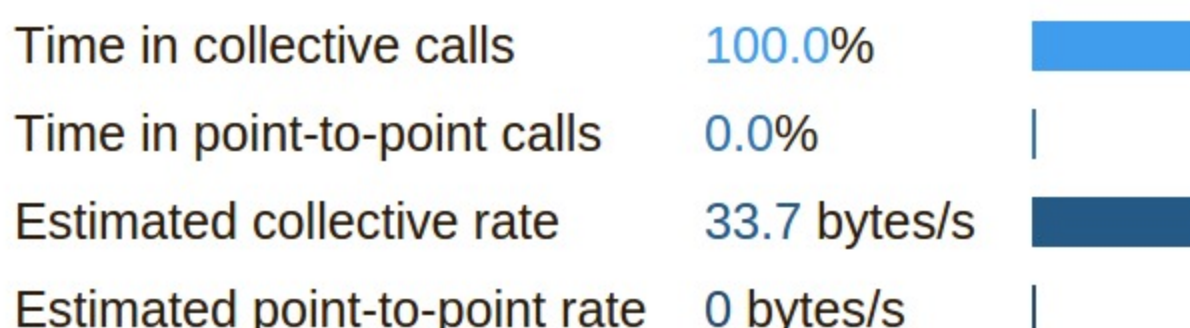 Time in collective calls 100.0%
Time in point-to-point calls 0.0%
Estimated collective rate 33.7 bytes/s
Estimated point-to-point rate 0 bytes/s